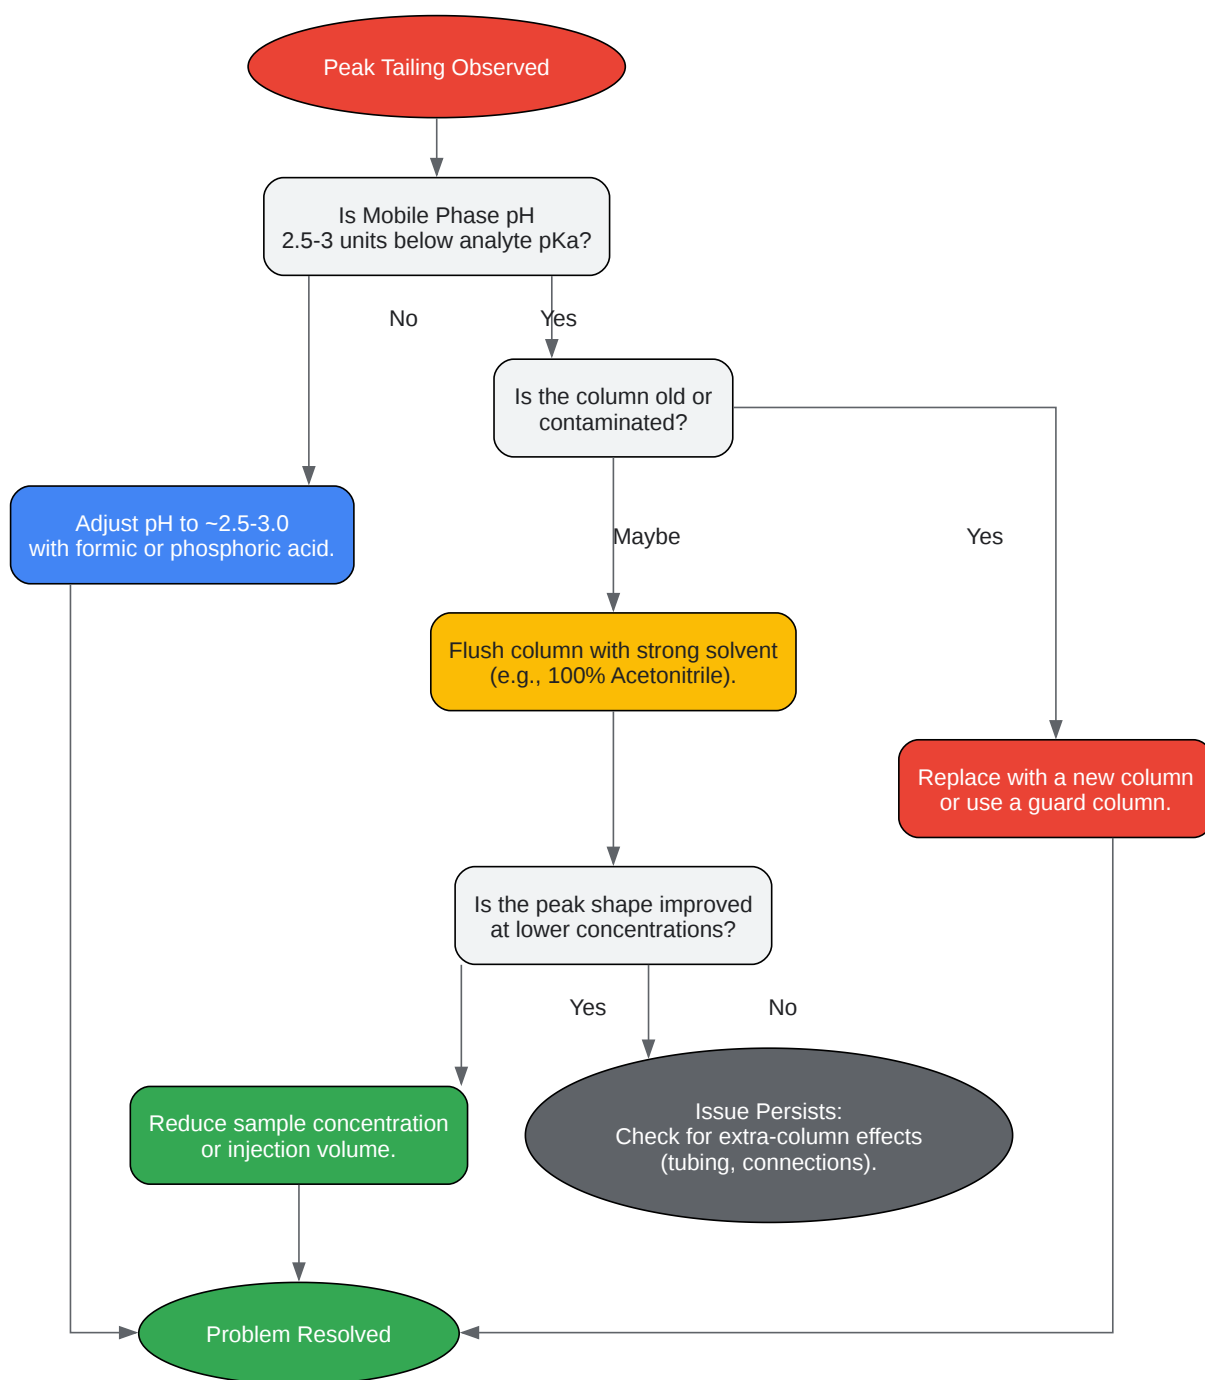 Peak Tailing Observed
Is Mobile Phase pH
2.5-3 units below analyte pKa?
No
Yes
Is the column old or
contaminated?
Adjust pH to ~2.5-3.0
with formic or phosphoric acid.
Maybe
Yes
Flush column with strong solvent
(e.g., 100% Acetonitrile).
Replace with a new column
or use a guard column.
Is the peak shape improved
at lower concentrations?
Yes
No
Issue Persists:
Check for extra-column effects
(tubing, connections).
Reduce sample concentration
or injection volume.
Problem Resolved